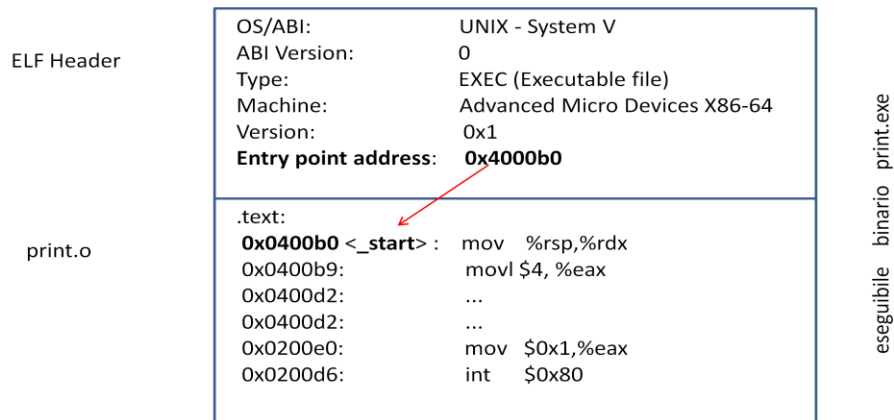 OS/ABI: UNIX - System V
ABI Version: 0
Type: EXEC (Executable file)
Machine: Advanced Micro Devices X86-64
Version: 0x1
Entry point address: 0x4000b0
ELF Header
.text:
0x0400b0 <_start> : mov %rsp,%rdx
0x0400b9: movl $4, %eax
0x0400d2: ...
0x0400d2: ...
0x0200e0: mov $0x1,%eax
0x0200d6: int $0x80
print.o
eseguibile binario print.exe